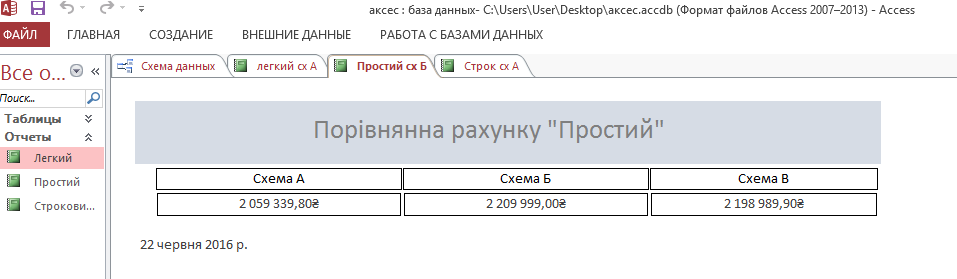 аксес : база данных- C:\Users\User\Desktop\аксес.accdb (Формат файлов Access 2007–2013) - Access
ФАЙЛ ГЛАВНАЯ СОЗДАНИЕ ВНЕШНИЕ ДАННЫЕ РАБОТА С БАЗАМИ ДАННЫХ
Все о...
Схема данных легкий сх А Простий сх Б Строк сх А
Поиск...
Таблицы
Отчеты
Легкий
Простий
Строкови...
Порівнянна рахунку "Простий"
Схема А Схема Б Схема В
2 059 339,80₴ 2 209 999,00₴ 2 198 989,90₴
22 червня 2016 р.